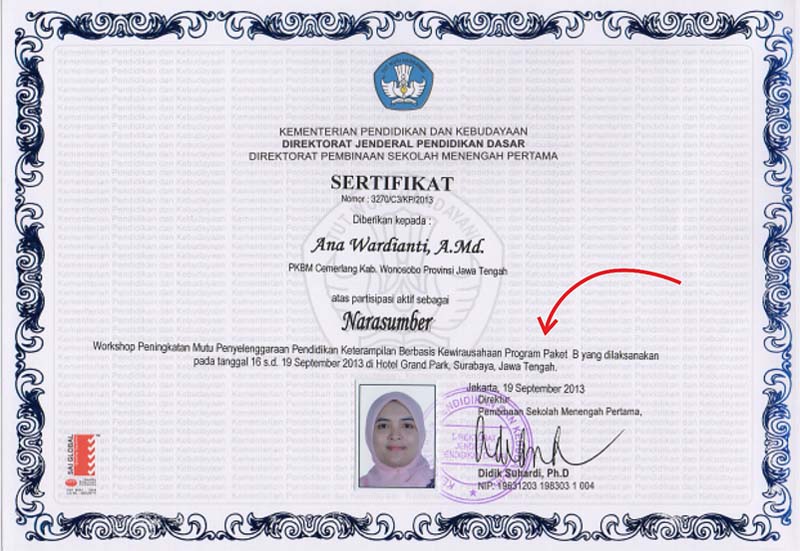 KEMENTERIAN PENDIDIKAN DAN KEBUDAYAAN
DIREKTORAT JENDERAL PENDIDIKAN DASAR
DIREKTORAT PEMBINAAN SEKOLAH MENENGAH PERTAMA
SERTIFIKAT
Nomor : 3270/C3/KP/2013
Diberikan kepada :
Ana Wardianti, A.Md.
PKBM Cemerlang Kab. Wonosobo Provinsi Jawa Tengah
atas partisipasi aktif sebagai
Narasumber
Workshop Peningkatan Mutu Penyelenggaraan Pendidikan Keterampilan Berbasis Kewirausahaan Program Paket B yang dilaksanakan
pada tanggal 16 s.d. 19 September 2013 di Hotel Grand Park, Surabaya, Jawa Tengah.
Jakarta, 19 September 2013
Direktur
Pembinaan Sekolah Menengah Pertama,
Didik Suhardi, Ph.D
NIP: 19631203 198303 1 004
SAI GLOBAL